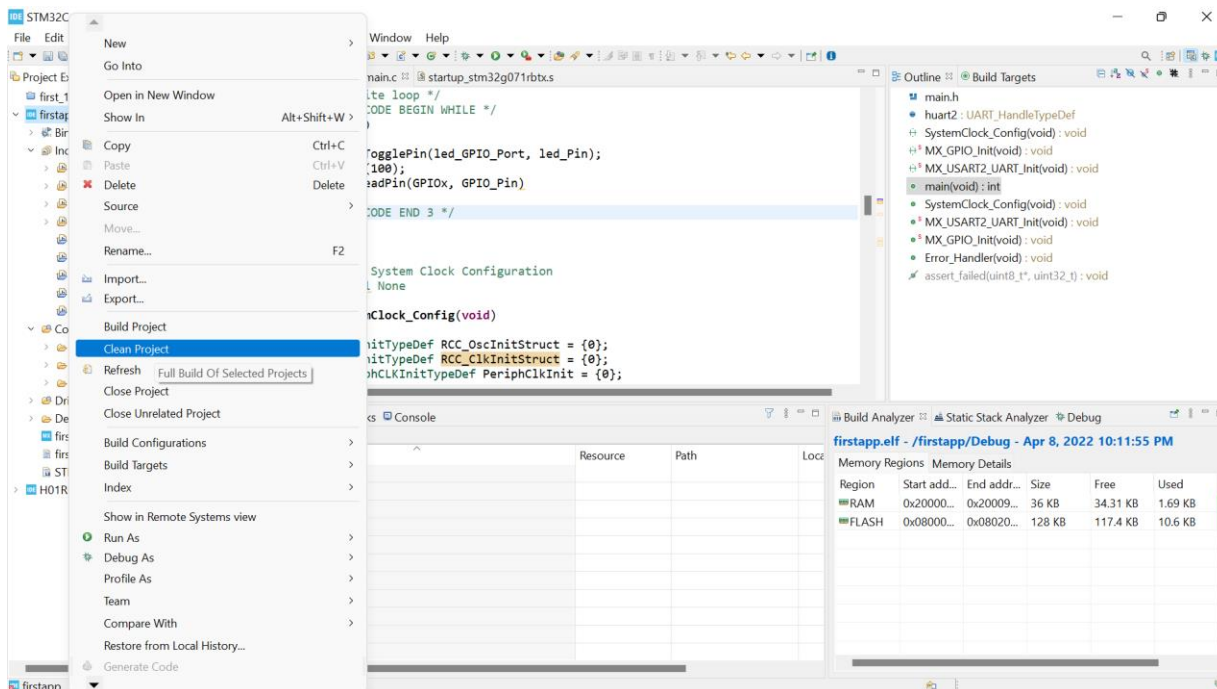 IDE STM32C
File Edit Window Help
Project Ex
first_1
firstap
Bin
Inc
Co
Dri
De
firs
firs
ST
H01R
firstapp
New
Go Into
Open in New Window
Show In Alt+Shift+W >
Copy Ctrl+C
Paste Ctrl+V
Delete Delete
Source
Move...
Rename... F2
Import...
Export...
Build Project
Clean Project
Refresh
Full Build Of Selected Projects
Close Project
Close Unrelated Project
Build Configurations
Build Targets
Index
Show in Remote Systems view
Run As
Debug As
Profile As
Team
Compare With
Restore from Local History...
Generate Code
main.c startup_stm32g071rbtx.s
ite loop */
CODE BEGIN WHILE */
TogglePin(led_GPIO_Port, led_Pin);
(100);
eadPin(GPIOx, GPIO_Pin)
CODE END 3 */
System Clock Configuration
l None
mClock_Config(void)
nitTypeDef RCC_OscInitStruct = {0};
nitTypeDef RCC_ClkInitStruct = {0};
phCLKInitTypeDef PeriphClkInit = {0};
Outline Build Targets
main.h
huart2 : UART_HandleTypeDef
SystemClock_Config(void) : void
MX_GPIO_Init(void) : void
MX_USART2_UART_Init(void) : void
main(void) : int
SystemClock_Config(void) : void
MX_USART2_UART_Init(void) : void
MX_GPIO_Init(void) : void
Error_Handler(void) : void
assert_failed(uint8_t*, uint32_t) : void
ks Console
Resource Path Loca
Build Analyzer Static Stack Analyzer Debug
firstapp.elf - /firstapp/Debug - Apr 8, 2022 10:11:55 PM
Memory Regions Memory Details
Region Start add... End addr... Size Free Used
RAM 0x20000... 0x20009... 36 KB 34.31 KB 1.69 KB
FLASH 0x08000... 0x08020... 128 KB 117.4 KB 10.6 KB